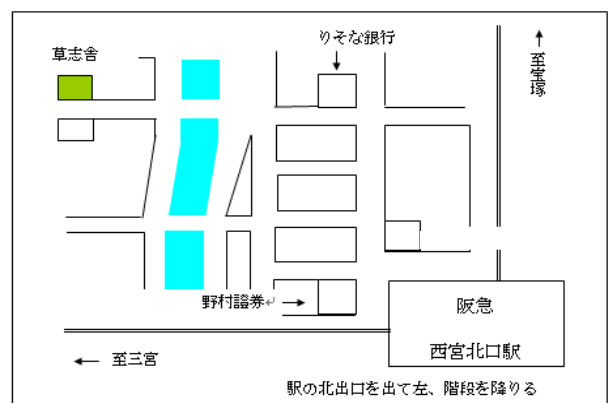 りそな銀行
草志舎
至宝塚
野村證券
阪急
西宮北口駅
至三宮
駅の北出口を出て左、階段を降りる